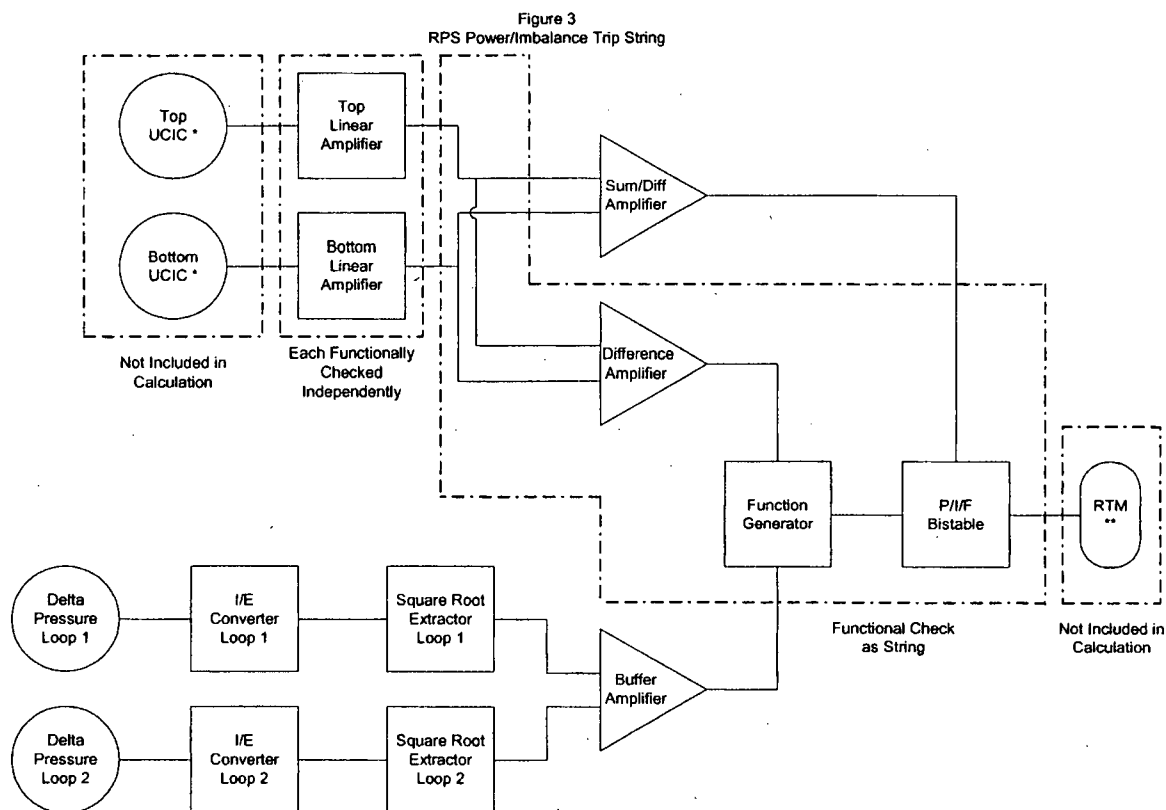 Figure 3
RPS Power/Imbalance Trip String
Top
UCIC *
Top
Linear
Amplifier
Sum/Diff
Amplifier
Bottom
UCIC *
Bottom
Linear
Amplifier
Not Included in
Calculation
Each Functionally
Checked
Independently
Difference
Amplifier
Function
Generator
P/I/F
Bistable
RTM
**
Delta
Pressure
Loop 1
I/E
Converter
Loop 1
Square Root
Extractor
Loop 1
Functional Check
as String
Not Included in
Calculation
Buffer
Amplifier
Delta
Pressure
Loop 2
I/E
Converter
Loop 2
Square Root
Extractor
Loop 2